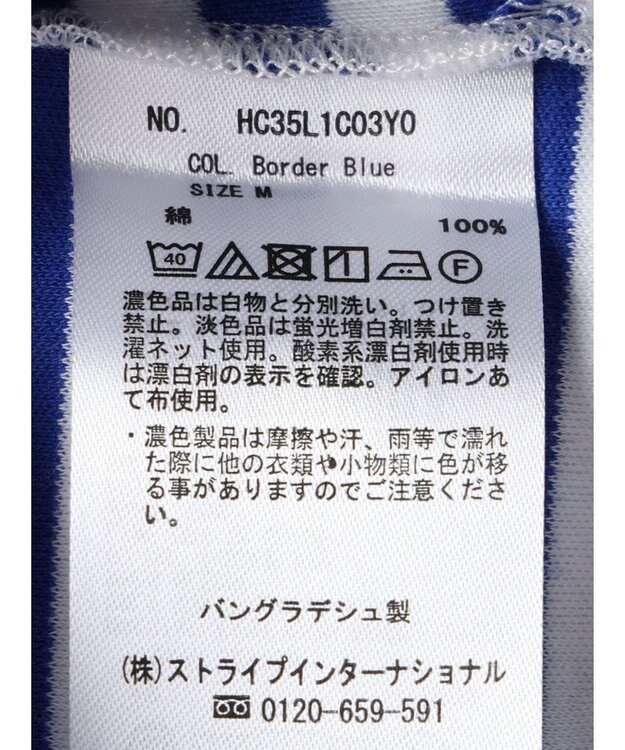 NO. HC35L1C03Y0
COL. Border Blue
SIZE M
綿 100%
40 F
濃色品は白物と分別洗い。つけ置き
禁止。淡色品は蛍光増白剤禁止。洗
濯ネット使用。酸素系漂白剤使用時
は漂白剤の表示を確認。アイロンあ
て布使用。
・濃色製品は摩擦や汗、雨等で濡れ
た際に他の衣類や小物類に色が移
る事がありますのでご注意くださ
い。
バングラデシュ製
(株)ストライプインターナショナル
0120-659-591